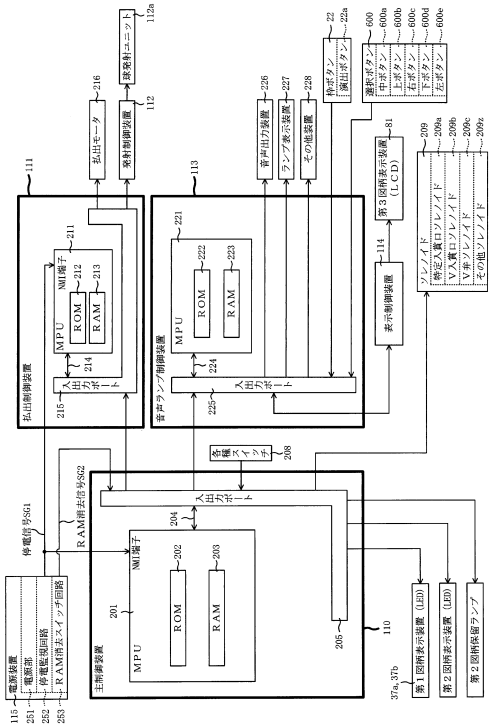 115
電源装置
251
電源部
252
停電監視回路
253
RAM消去スイッチ回路
停電信号SG1
RAM消去信号SG2
払出制御装置
111
215
入出力ポート
214
MPU
NMI端子
211
ROM
212
RAM
213
払出モータ
216
発射制御装置
112
球発射ユニット
112a
音声ランプ制御装置
113
225
入出力ポート
224
MPU
221
ROM
222
RAM
223
音声出力装置
226
ランプ表示装置
227
その他装置
228
枠ボタン
22
演出ボタン
22a
選択ボタン
600
中ボタン
600a
上ボタン
600b
右ボタン
600c
下ボタン
600d
左ボタン
600e
表示制御装置
114
第3図柄表示装置
(LCD)
81
ソレノイド
209
特定入賞口ソレノイド
209a
V入賞口ソレノイド
209b
V弁ソレノイド
209c
その他ソレノイド
209z
各種スイッチ
208
主制御装置
110
MPU
201
NMI端子
ROM
202
RAM
203
204
入出力ポート
205
37a, 37b
第1図柄表示装置(LED)
第2図柄表示装置(LED)
第2図柄保留ランプ